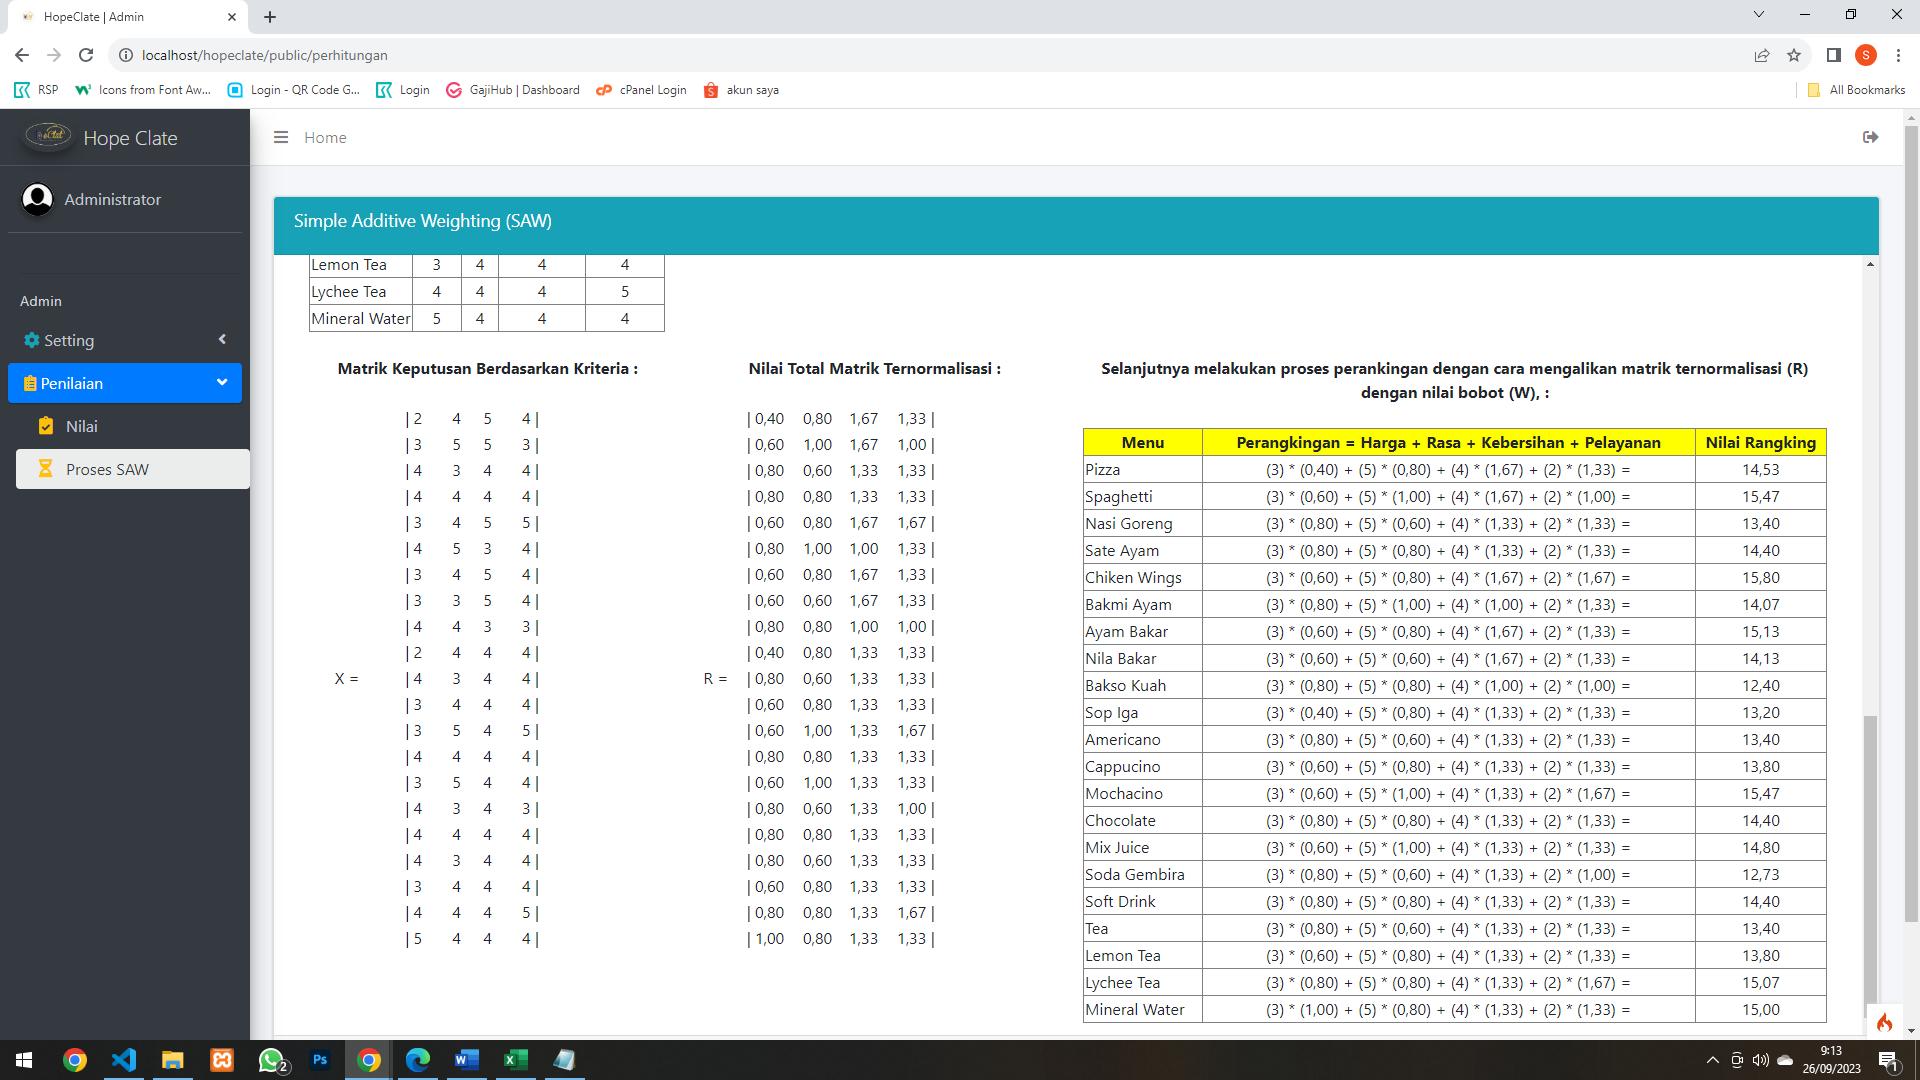 HopeClate | Admin
localhost/hopeclate/public/perhitungan
RSP Icons from Font Aw... Login - QR Code G... Login GajiHub | Dashboard cPanel Login akun saya All Bookmarks
Hope Clate
Home
Administrator
Simple Additive Weighting (SAW)
Admin
Setting
Penilaian
Nilai
Proses SAW
Lemon Tea 3 4 4 4
Lychee Tea 4 4 4 5
Mineral Water 5 4 4 4
Matrik Keputusan Berdasarkan Kriteria :
X =
| 2 4 5 4 |
| 3 5 5 3 |
| 4 3 4 4 |
| 4 4 4 4 |
| 3 4 5 5 |
| 4 5 3 4 |
| 3 4 5 4 |
| 3 3 5 4 |
| 4 4 3 3 |
| 2 4 4 4 |
| 4 3 4 4 |
| 3 4 4 4 |
| 3 5 4 5 |
| 4 4 4 4 |
| 3 5 4 4 |
| 4 3 4 3 |
| 4 4 4 4 |
| 4 3 4 4 |
| 3 4 4 4 |
| 4 4 4 5 |
| 5 4 4 4 |
Nilai Total Matrik Ternormalisasi :
R =
| 0,40 0,80 1,67 1,33 |
| 0,60 1,00 1,67 1,00 |
| 0,80 0,60 1,33 1,33 |
| 0,80 0,80 1,33 1,33 |
| 0,60 0,80 1,67 1,67 |
| 0,80 1,00 1,00 1,33 |
| 0,60 0,80 1,67 1,33 |
| 0,60 0,60 1,67 1,33 |
| 0,80 0,80 1,00 1,00 |
| 0,40 0,80 1,33 1,33 |
| 0,80 0,60 1,33 1,33 |
| 0,60 0,80 1,33 1,33 |
| 0,60 1,00 1,33 1,67 |
| 0,80 0,80 1,33 1,33 |
| 0,60 1,00 1,33 1,33 |
| 0,80 0,60 1,33 1,00 |
| 0,80 0,80 1,33 1,33 |
| 0,80 0,60 1,33 1,33 |
| 0,60 0,80 1,33 1,33 |
| 0,80 0,80 1,33 1,67 |
| 1,00 0,80 1,33 1,33 |
Selanjutnya melakukan proses perankingan dengan cara mengalikan matrik ternormalisasi (R)
dengan nilai bobot (W), :
Menu Perangkingan = Harga + Rasa + Kebersihan + Pelayanan Nilai Rangking
Pizza (3) * (0,40) + (5) * (0,80) + (4) * (1,67) + (2) * (1,33) = 14,53
Spaghetti (3) * (0,60) + (5) * (1,00) + (4) * (1,67) + (2) * (1,00) = 15,47
Nasi Goreng (3) * (0,80) + (5) * (0,60) + (4) * (1,33) + (2) * (1,33) = 13,40
Sate Ayam (3) * (0,80) + (5) * (0,80) + (4) * (1,33) + (2) * (1,33) = 14,40
Chiken Wings (3) * (0,60) + (5) * (0,80) + (4) * (1,67) + (2) * (1,67) = 15,80
Bakmi Ayam (3) * (0,80) + (5) * (1,00) + (4) * (1,00) + (2) * (1,33) = 14,07
Ayam Bakar (3) * (0,60) + (5) * (0,80) + (4) * (1,67) + (2) * (1,33) = 15,13
Nila Bakar (3) * (0,60) + (5) * (0,60) + (4) * (1,67) + (2) * (1,33) = 14,13
Bakso Kuah (3) * (0,80) + (5) * (0,80) + (4) * (1,00) + (2) * (1,00) = 12,40
Sop Iga (3) * (0,40) + (5) * (0,80) + (4) * (1,33) + (2) * (1,33) = 13,20
Americano (3) * (0,80) + (5) * (0,60) + (4) * (1,33) + (2) * (1,33) = 13,40
Cappucino (3) * (0,60) + (5) * (0,80) + (4) * (1,33) + (2) * (1,33) = 13,80
Mochacino (3) * (0,60) + (5) * (1,00) + (4) * (1,33) + (2) * (1,67) = 15,47
Chocolate (3) * (0,80) + (5) * (0,80) + (4) * (1,33) + (2) * (1,33) = 14,40
Mix Juice (3) * (0,60) + (5) * (1,00) + (4) * (1,33) + (2) * (1,33) = 14,80
Soda Gembira (3) * (0,80) + (5) * (0,60) + (4) * (1,33) + (2) * (1,00) = 12,73
Soft Drink (3) * (0,80) + (5) * (0,80) + (4) * (1,33) + (2) * (1,33) = 14,40
Tea (3) * (0,80) + (5) * (0,60) + (4) * (1,33) + (2) * (1,33) = 13,40
Lemon Tea (3) * (0,60) + (5) * (0,80) + (4) * (1,33) + (2) * (1,33) = 13,80
Lychee Tea (3) * (0,80) + (5) * (0,80) + (4) * (1,33) + (2) * (1,67) = 15,07
Mineral Water (3) * (1,00) + (5) * (0,80) + (4) * (1,33) + (2) * (1,33) = 15,00
9:13
26/09/2023